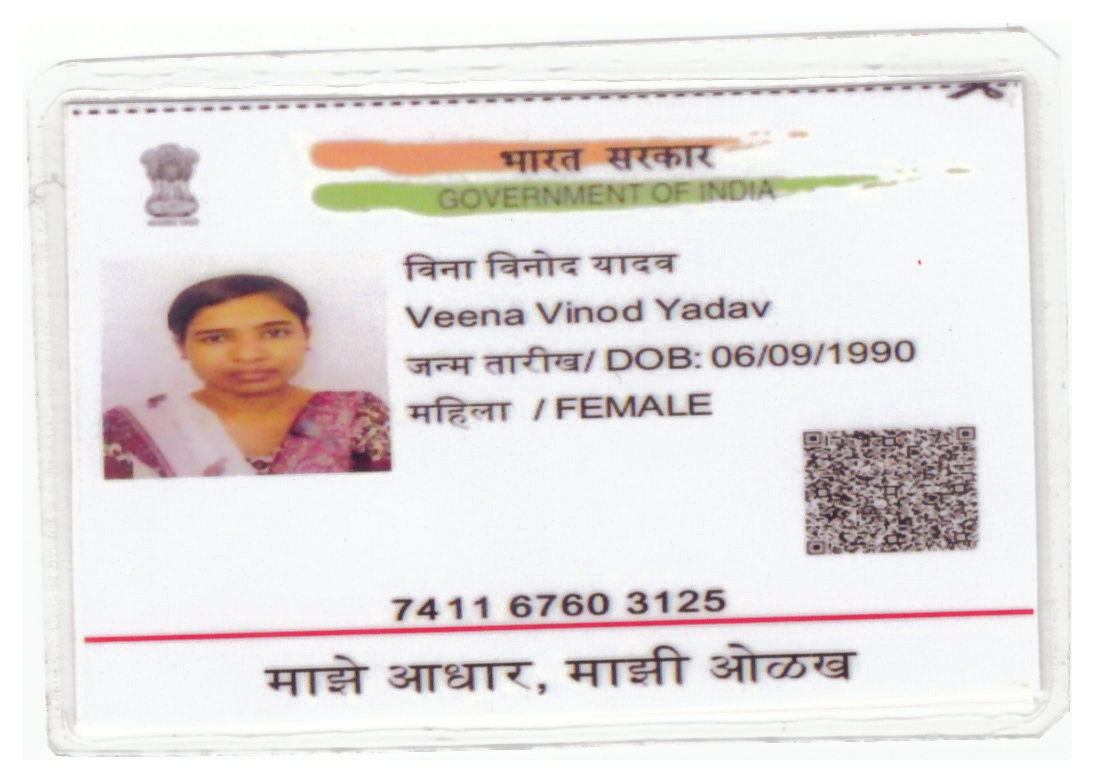 भारत सरकार
GOVERNMENT OF INDIA
विना विनोद यादव
Veena Vinod Yadav
जन्म तारीख/ DOB: 06/09/1990
महिला / FEMALE
7411 6760 3125
माझे आधार, माझी ओळख